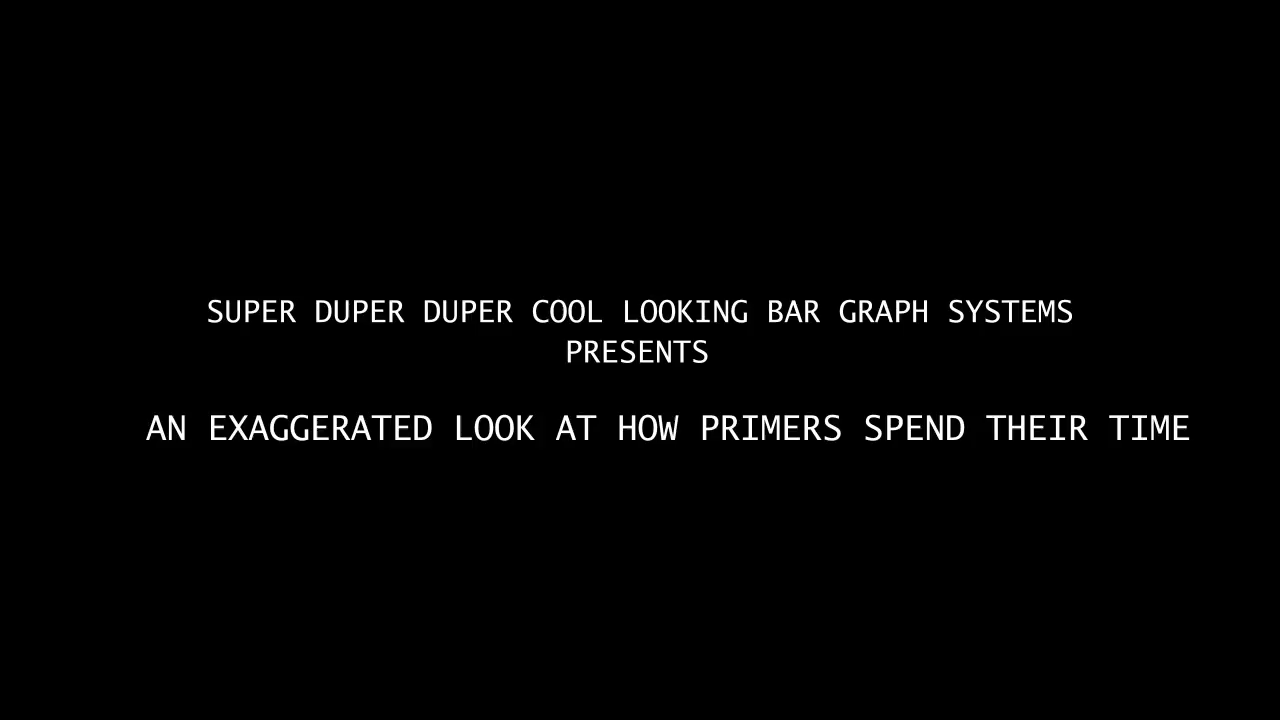 SUPER DUPER DUPER COOL LOOKING BAR GRAPH SYSTEMS
PRESENTS
AN EXAGGERATED LOOK AT HOW PRIMERS SPEND THEIR TIME